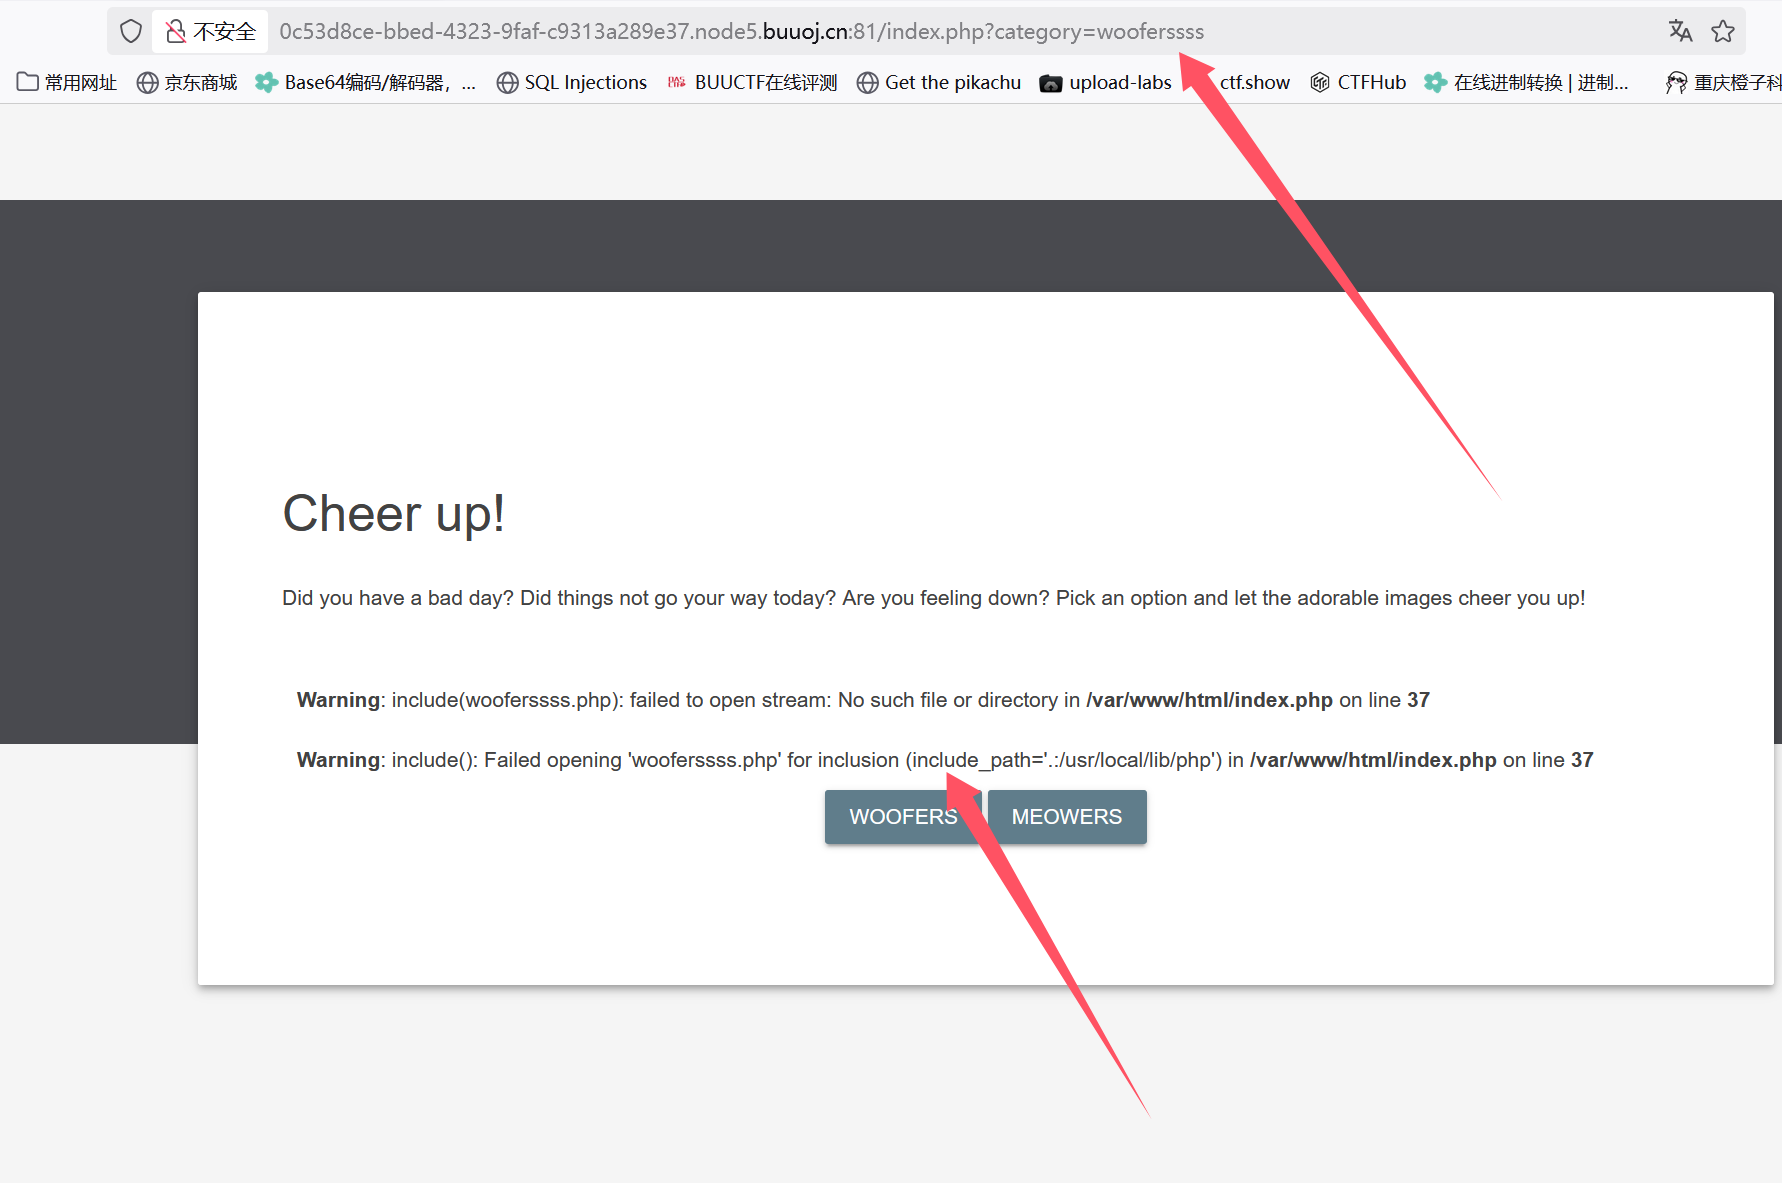 不安全 0c53d8ce-bbed-4323-9faf-c9313a289e37.node5.buuoj.cn:81/index.php?category=wooferssss
常用网址 京东商城 Base64编码/解码器，... SQL Injections BUUCTF在线评测 Get the pikachu upload-labs ctf.show CTFHub 在线进制转换 | 进制... 重庆橙子科
Cheer up!
Did you have a bad day? Did things not go your way today? Are you feeling down? Pick an option and let the adorable images cheer you up!
Warning: include(wooferssss.php): failed to open stream: No such file or directory in /var/www/html/index.php on line 37
Warning: include(): Failed opening 'wooferssss.php' for inclusion (include_path='.:/usr/local/lib/php') in /var/www/html/index.php on line 37
WOOFERS MEOWERS